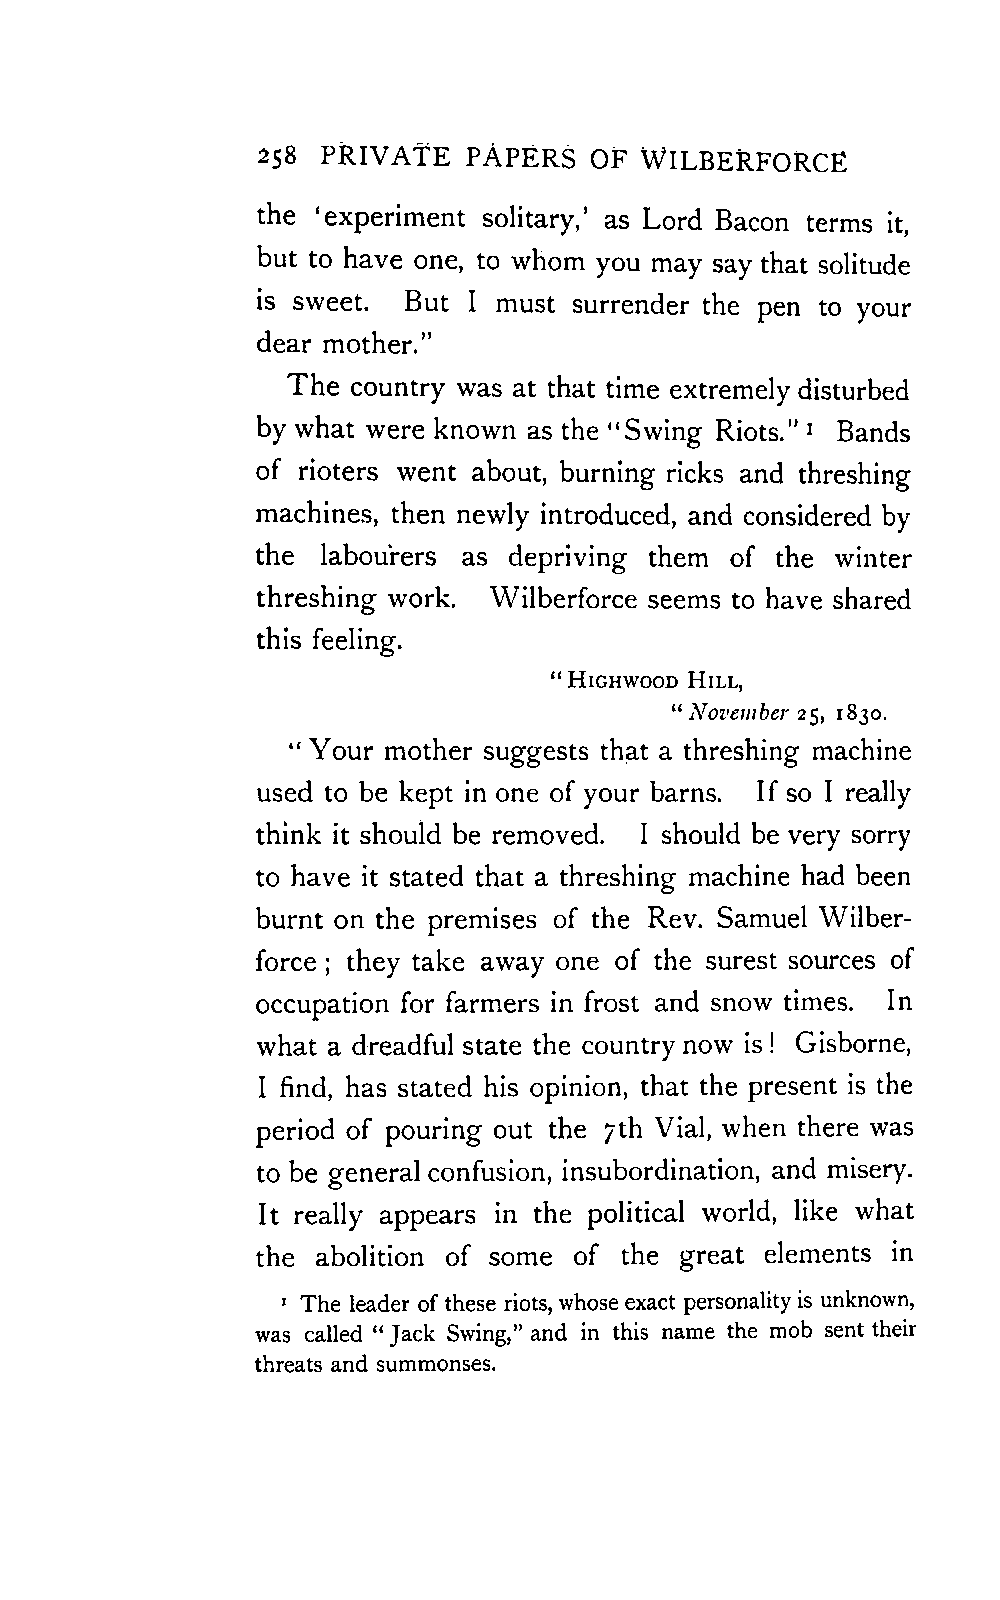 258 PRIVATE PAPERS OF WILBERFORCE
the ‘experiment solitary,’ as Lord Bacon terms it,
but to have one, to whom you may say that solitude
is sweet. But I must surrender the pen to your
dear mother.”
The country was at that time extremely disturbed
by what were known as the “Swing Riots.” ¹ Bands
of rioters went about, burning ricks and threshing
machines, then newly introduced, and considered by
the labourers as depriving them of the winter
threshing work. Wilberforce seems to have shared
this feeling.
“HIGHWOOD HILL,
“November 25, 1830.
“Your mother suggests that a threshing machine
used to be kept in one of your barns. If so I really
think it should be removed. I should be very sorry
to have it stated that a threshing machine had been
burnt on the premises of the Rev. Samuel Wilber-
force; they take away one of the surest sources of
occupation for farmers in frost and snow times. In
what a dreadful state the country now is! Gisborne,
I find, has stated his opinion, that the present is the
period of pouring out the 7th Vial, when there was
to be general confusion, insubordination, and misery.
It really appears in the political world, like what
the abolition of some of the great elements in
¹ The leader of these riots, whose exact personality is unknown,
was called “Jack Swing,” and in this name the mob sent their
threats and summonses.